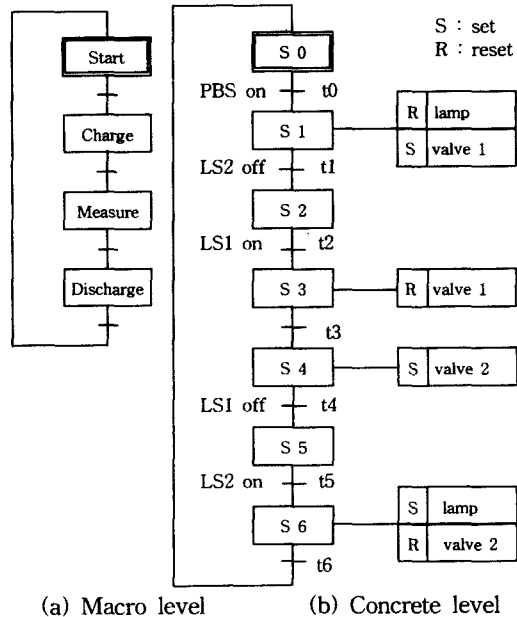 Start
Charge
Measure
Discharge
(a) Macro level
S : set
R : reset
S 0
PBS on t0
S 1
R lamp
S valve 1
LS2 off t1
S 2
LS1 on t2
S 3
R valve 1
t3
S 4
S valve 2
LS1 off t4
S 5
LS2 on t5
S 6
S lamp
R valve 2
t6
(b) Concrete level